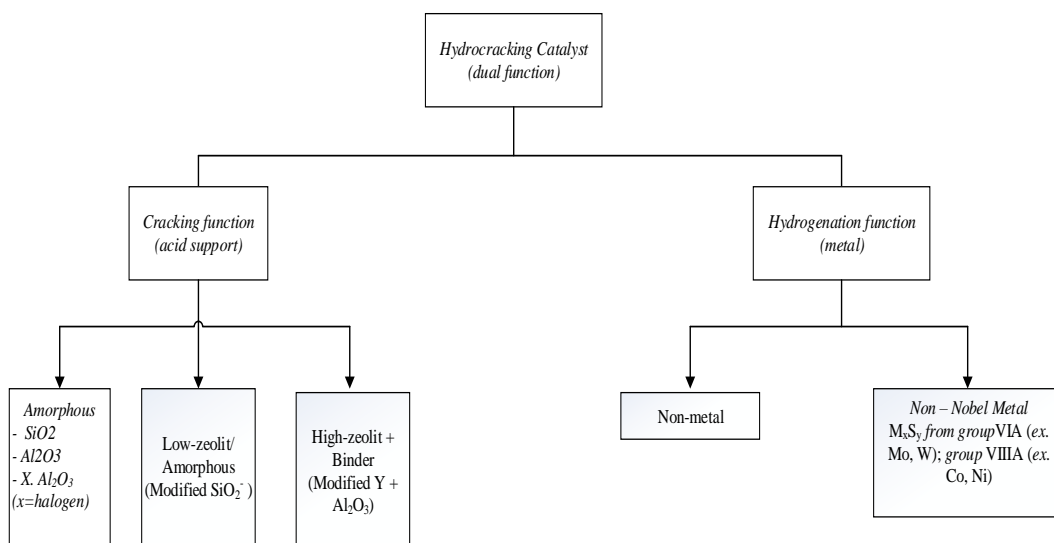 Hydrocracking Catalyst
(dual function)
Cracking function
(acid support)
Hydrogenation function
(metal)
Amorphous
- SiO2
- Al2O3
- X. Al₂O₃
(x=halogen)
Low-zeolit/
Amorphous
(Modified SiO₂⁻ )
High-zeolit +
Binder
(Modified Y +
Al₂O₃)
Non-metal
Non – Nobel Metal
MₓSᵧ from groupVIA (ex.
Mo, W); group VIIIA (ex.
Co, Ni)